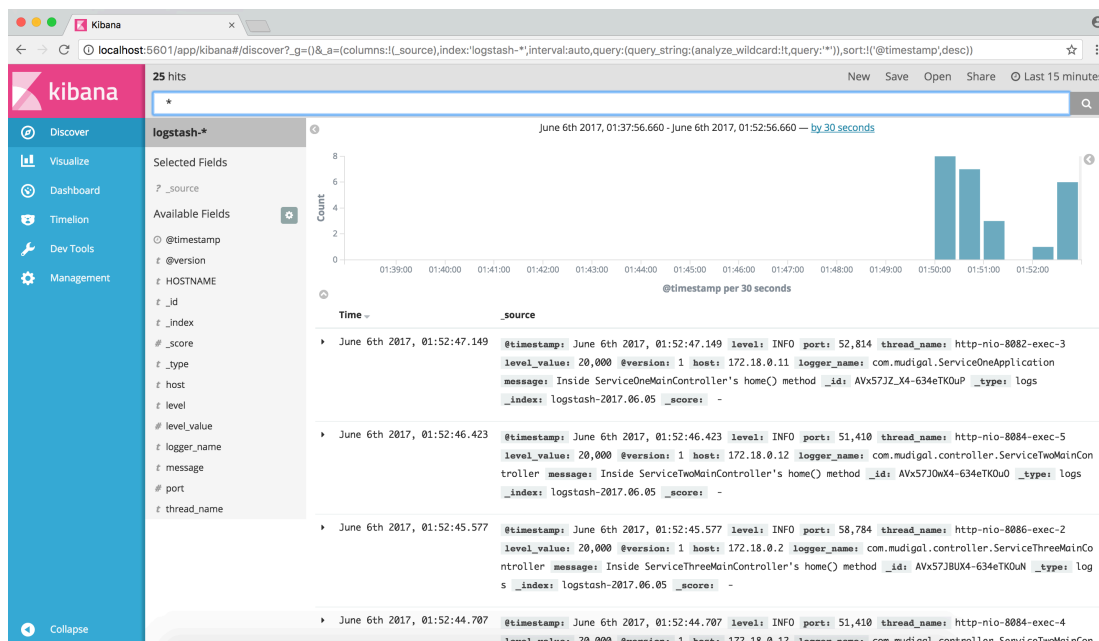 Kibana
localhost:5601/app/kibana#/discover?_g=()&_a=(columns:!(_source),index:'logstash-*',interval:auto,query:(query_string:(analyze_wildcard:!t,query:'*')),sort:!('@timestamp',desc))
kibana
25 hits
New Save Open Share Last 15 minutes
*
Discover
Visualize
Dashboard
Timelion
Dev Tools
Management
Collapse
logstash-*
Selected Fields
? _source
Available Fields
@timestamp
t @version
t HOSTNAME
t _id
t _index
# _score
t _type
t host
t level
# level_value
t logger_name
t message
# port
t thread_name
June 6th 2017, 01:37:56.660 - June 6th 2017, 01:52:56.660 — by 30 seconds
Count
8
6
4
2
0
01:39:00 01:40:00 01:41:00 01:42:00 01:43:00 01:44:00 01:45:00 01:46:00 01:47:00 01:48:00 01:49:00 01:50:00 01:51:00 01:52:00
@timestamp per 30 seconds
Time _source
June 6th 2017, 01:52:47.149 @timestamp: June 6th 2017, 01:52:47.149 level: INFO port: 52,814 thread_name: http-nio-8082-exec-3
level_value: 20,000 @version: 1 host: 172.18.0.11 logger_name: com.mudigal.ServiceOneApplication
message: Inside ServiceOneMainController's home() method _id: AVx57JZ_X4-634eTKOuP _type: logs
_index: logstash-2017.06.05 _score: -
June 6th 2017, 01:52:46.423 @timestamp: June 6th 2017, 01:52:46.423 level: INFO port: 51,410 thread_name: http-nio-8084-exec-5
level_value: 20,000 @version: 1 host: 172.18.0.12 logger_name: com.mudigal.controller.ServiceTwoMainCon
troller message: Inside ServiceTwoMainController's home() method _id: AVx57JOwX4-634eTKOuO _type: logs
_index: logstash-2017.06.05 _score: -
June 6th 2017, 01:52:45.577 @timestamp: June 6th 2017, 01:52:45.577 level: INFO port: 58,784 thread_name: http-nio-8086-exec-2
level_value: 20,000 @version: 1 host: 172.18.0.2 logger_name: com.mudigal.controller.ServiceThreeMainCo
ntroller message: Inside ServiceThreeMainController's home() method _id: AVx57JBUX4-634eTKOuN _type: log
s _index: logstash-2017.06.05 _score: -
June 6th 2017, 01:52:44.707 @timestamp: June 6th 2017, 01:52:44.707 level: INFO port: 51,410 thread_name: http-nio-8084-exec-4
level_value: 20,000 @version: 1 host: 172.18.0.12 logger_name: com.mudigal.controller.ServiceTwoMainCon